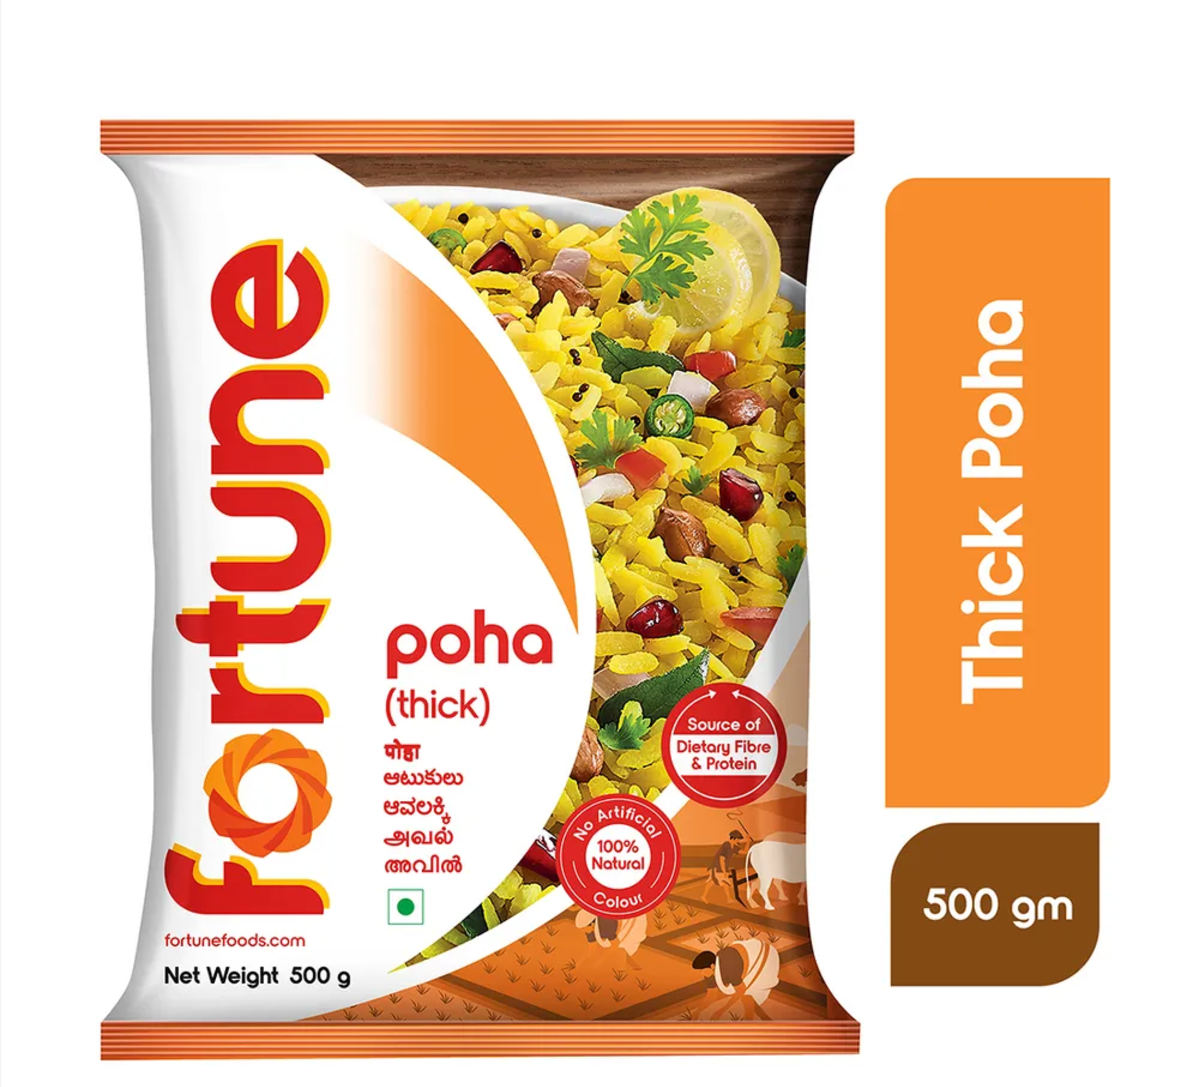 fortune
poha
(thick)
पोहा
అటుకులు
ಅವಲಕ್ಕಿ
அவல்
അവിൽ
fortunefoods.com
Net Weight 500 g
Source of
Dietary Fibre
& Protein
No Artificial
100%
Natural
Colour
Thick Poha
500 gm